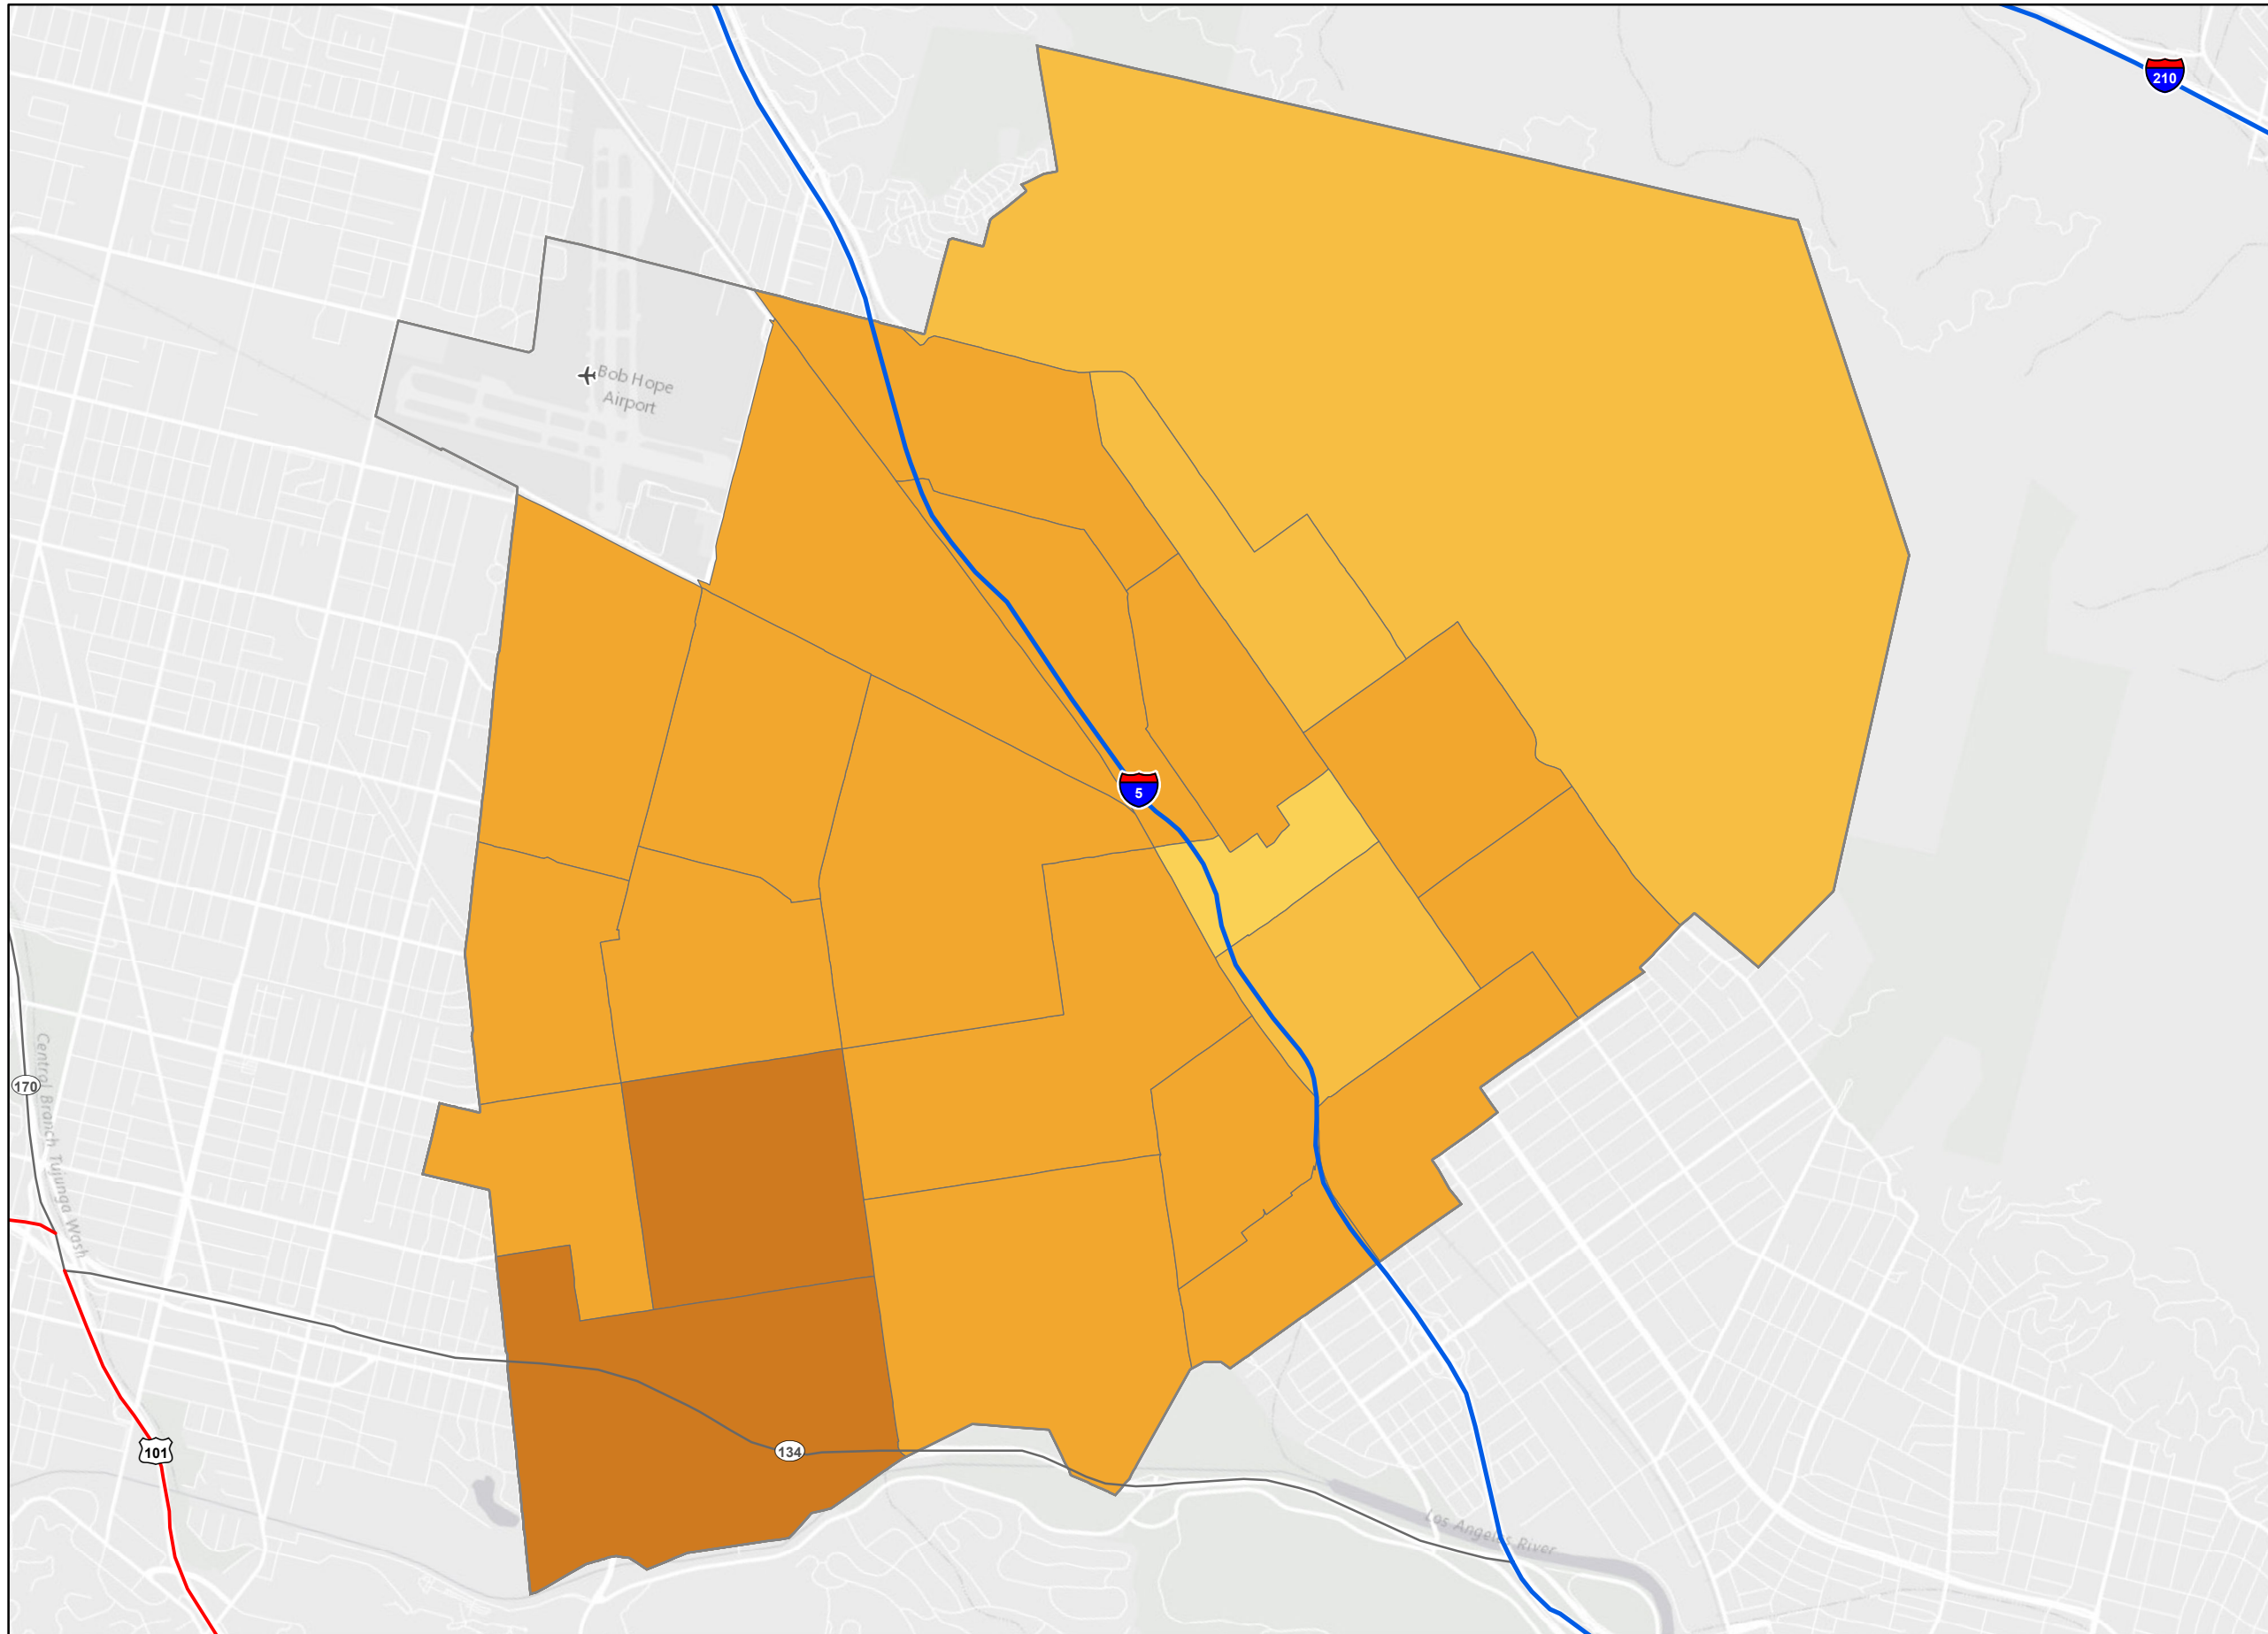 210
Bob Hope
Airport
5
170
Central Branch Tujunga Wash
134
101
Los Angeles River